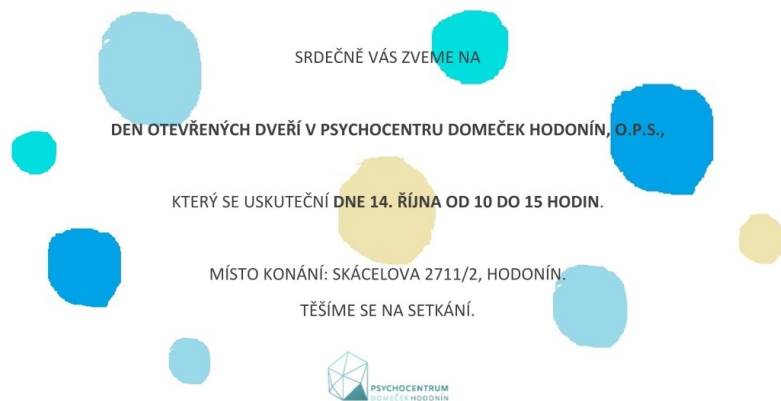 SRDEČNĚ VÁS ZVEME NA
DEN OTEVŘENÝCH DVEŘÍ V PSYCHOCENTRU DOMEČEK HODONÍN, O.P.S.,
KTERÝ SE USKUTEČNÍ DNE 14. ŘÍJNA OD 10 DO 15 HODIN.
MÍSTO KONÁNÍ: SKÁCELOVA 2711/2, HODONÍN.
TĚŠÍME SE NA SETKÁNÍ.
PSYCHOCENTRUM
DOMEČEK HODONÍN